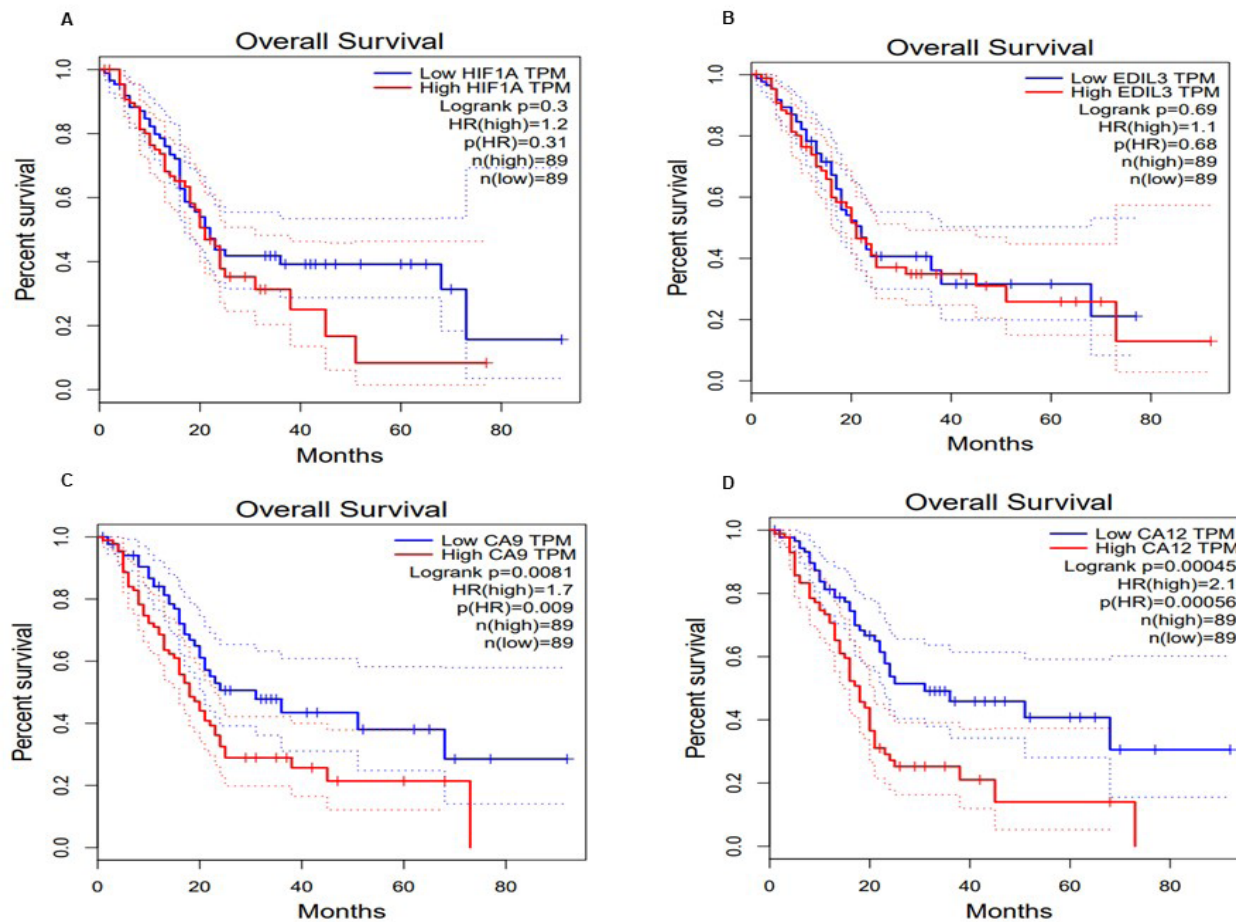 A
Overall Survival
Low HIF1A TPM
High HIF1A TPM
Logrank p=0.3
HR(high)=1.2
p(HR)=0.31
n(high)=89
n(low)=89
Percent survival
0.0
0.2
0.4
0.6
0.8
1.0
0
20
40
60
80
Months
B
Overall Survival
Low EDIL3 TPM
High EDIL3 TPM
Logrank p=0.69
HR(high)=1.1
p(HR)=0.68
n(high)=89
n(low)=89
Percent survival
0.0
0.2
0.4
0.6
0.8
1.0
0
20
40
60
80
Months
C
Overall Survival
Low CA9 TPM
High CA9 TPM
Logrank p=0.0081
HR(high)=1.7
p(HR)=0.009
n(high)=89
n(low)=89
Percent survival
0.0
0.2
0.4
0.6
0.8
1.0
0
20
40
60
80
Months
D
Overall Survival
Low CA12 TPM
High CA12 TPM
Logrank p=0.00045
HR(high)=2.1
p(HR)=0.00056
n(high)=89
n(low)=89
Percent survival
0.0
0.2
0.4
0.6
0.8
1.0
0
20
40
60
80
Months